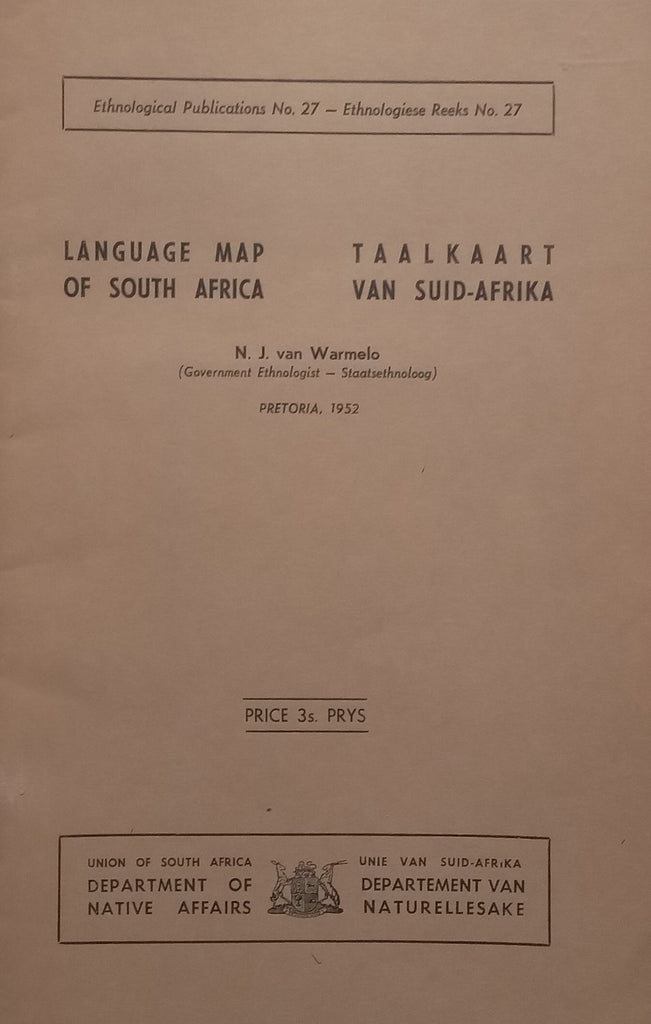 Ethnological Publications No. 27 — Ethnologiese Reeks No. 27
LANGUAGE MAP
OF SOUTH AFRICA
TAALKAART
VAN SUID-AFRIKA
N. J. van Warmelo
(Government Ethnologist — Staatsethnoloog)
PRETORIA, 1952
PRICE 3s. PRYS
UNION OF SOUTH AFRICA
DEPARTMENT OF
NATIVE AFFAIRS
UNIE VAN SUID-AFRIKA
DEPARTEMENT VAN
NATURELLESAKE